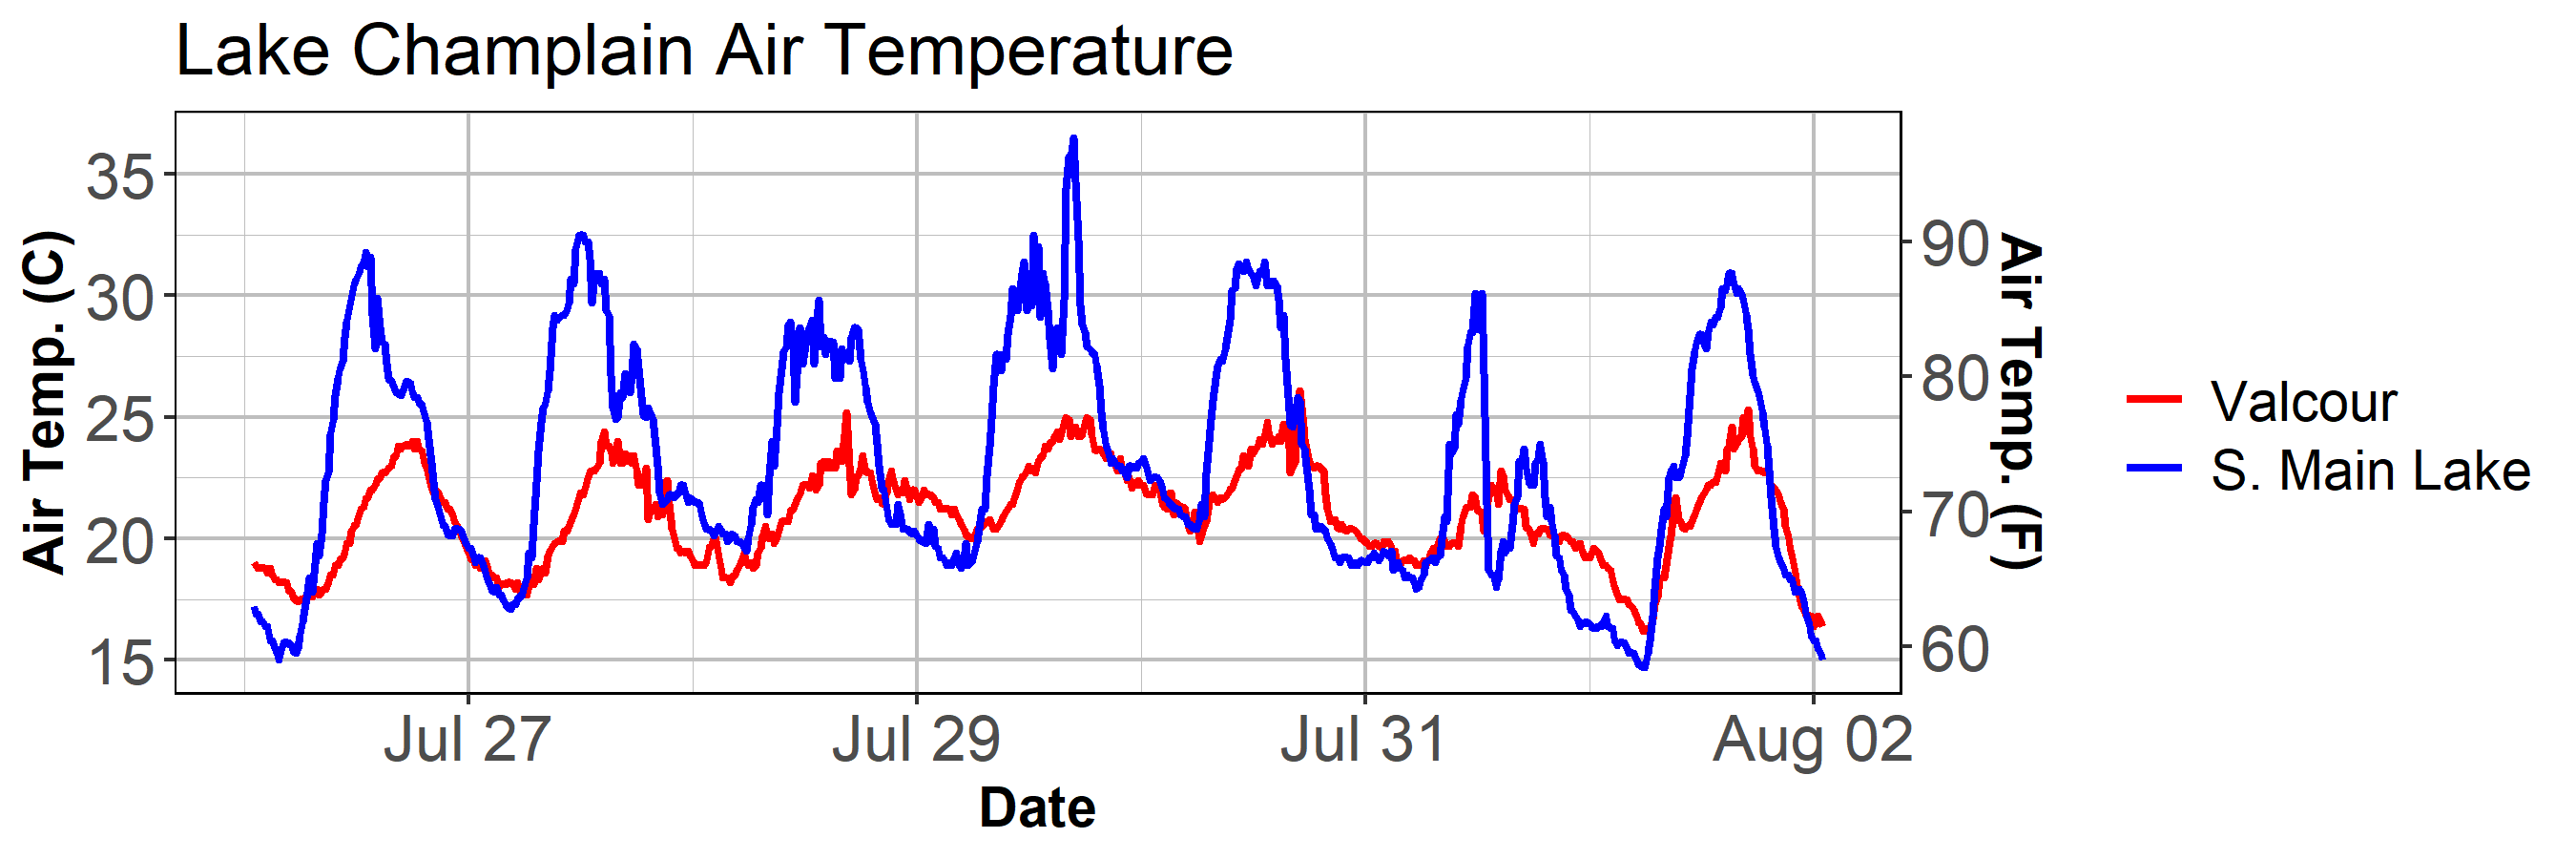 Lake Champlain Air Temperature
Air Temp. (C)
35
30
25
20
15
90
80
70
60
Air Temp. (F)
Jul 27
Jul 29
Jul 31
Aug 02
Date
Valcour
S. Main Lake